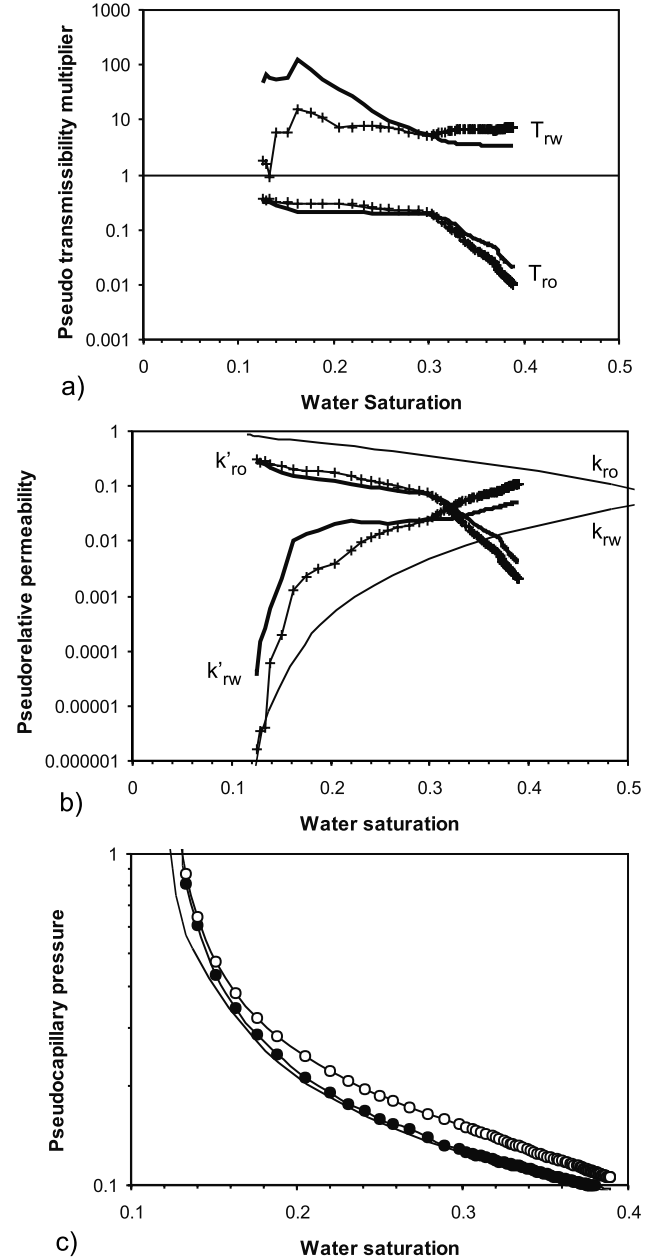 1000
100
10
1
0.1
0.01
0.001
Pseudo transmissibility multiplier
T_rw
T_ro
0 0.1 0.2 0.3 0.4 0.5
a)
Water Saturation
1
0.1
0.01
0.001
0.0001
0.00001
0.000001
Pseudorelative permeability
k'_ro
k_ro
k_rw
k'_rw
0 0.1 0.2 0.3 0.4 0.5
b)
Water saturation
1
0.1
Pseudocapillary pressure
0.1 0.2 0.3 0.4
c)
Water saturation